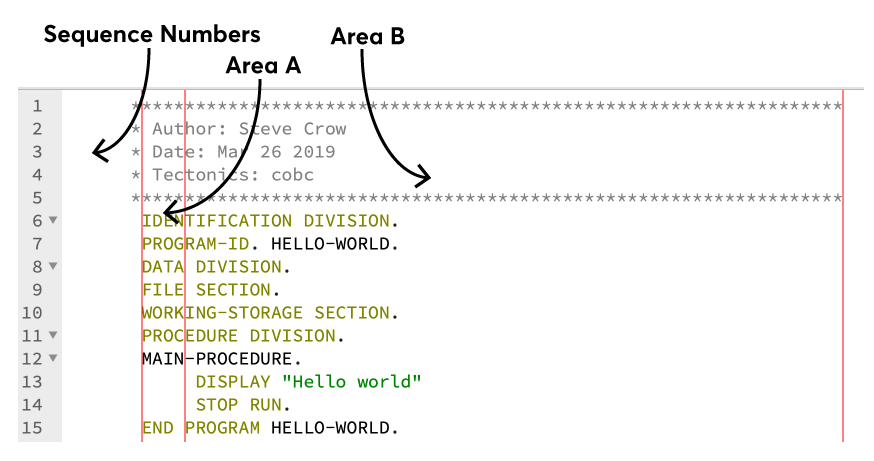 Sequence Numbers
Area A
Area B
1 ******************************************************************
2 * Author: Steve Crow
3 * Date: Mar 26 2019
4 * Tectonics: cobc
5 ******************************************************************
6 IDENTIFICATION DIVISION.
7 PROGRAM-ID. HELLO-WORLD.
8 DATA DIVISION.
9 FILE SECTION.
10 WORKING-STORAGE SECTION.
11 PROCEDURE DIVISION.
12 MAIN-PROCEDURE.
13 DISPLAY "Hello world"
14 STOP RUN.
15 END PROGRAM HELLO-WORLD.